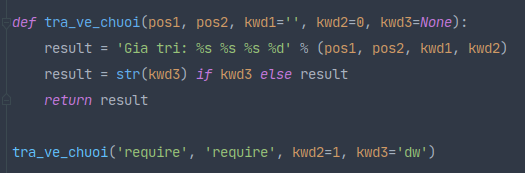 def tra_ve_chuoi(pos1, pos2, kwd1='', kwd2=0, kwd3=None):
    result = 'Gia tri: %s %s %s %d' % (pos1, pos2, kwd1, kwd2)
    result = str(kwd3) if kwd3 else result
    return result

tra_ve_chuoi('require', 'require', kwd2=1, kwd3='dw')